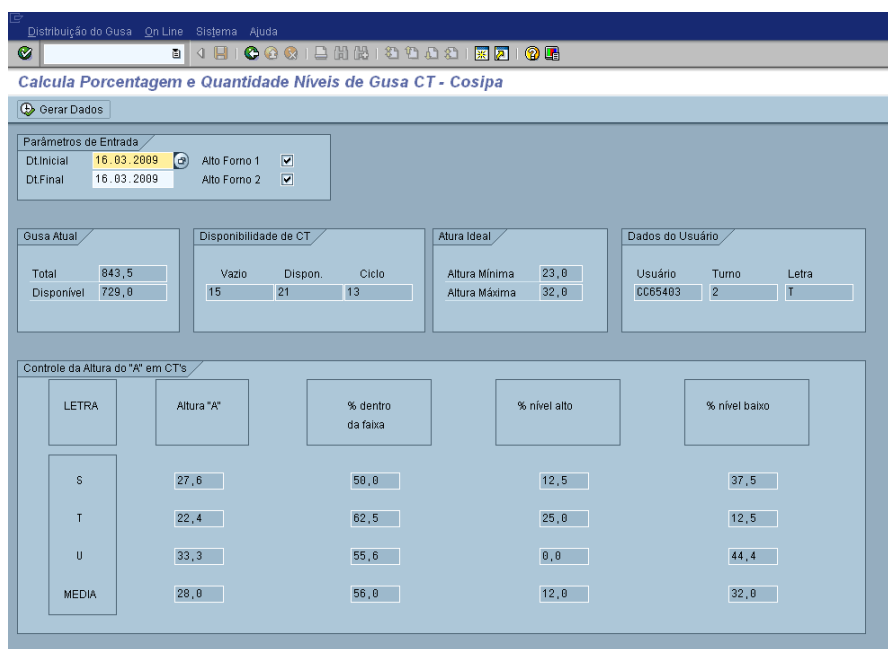 Distribuição do Gusa On Line Sistema Ajuda
Calcula Porcentagem e Quantidade Níveis de Gusa CT - Cosipa
Gerar Dados
Parâmetros de Entrada
Dt.Inicial 16.03.2009 Alto Forno 1
Dt.Final 16.03.2009 Alto Forno 2
Gusa Atual Disponibilidade de CT Atura Ideal Dados do Usuário
Total 843,5 Vazio Dispon. Ciclo Altura Mínima 23,0 Usuário Turno Letra
Disponível 729,0 15 21 13 Altura Máxima 32,0 CC65403 2 T
Controle da Altura do "A" em CT's
LETRA Altura "A" % dentro % nível alto % nível baixo
da faixa
S 27,6 50,0 12,5 37,5
T 22,4 62,5 25,0 12,5
U 33,3 55,6 0,0 44,4
MEDIA 28,0 56,0 12,0 32,0